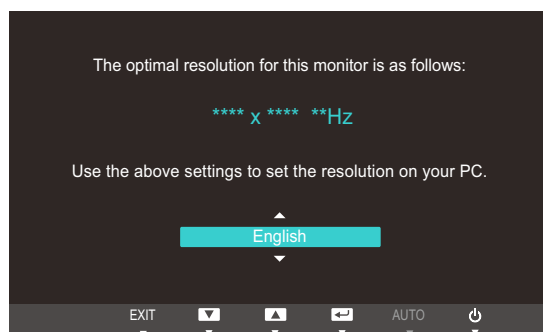 The optimal resolution for this monitor is as follows:
**** x **** **Hz
Use the above settings to set the resolution on your PC.
English
EXIT AUTO